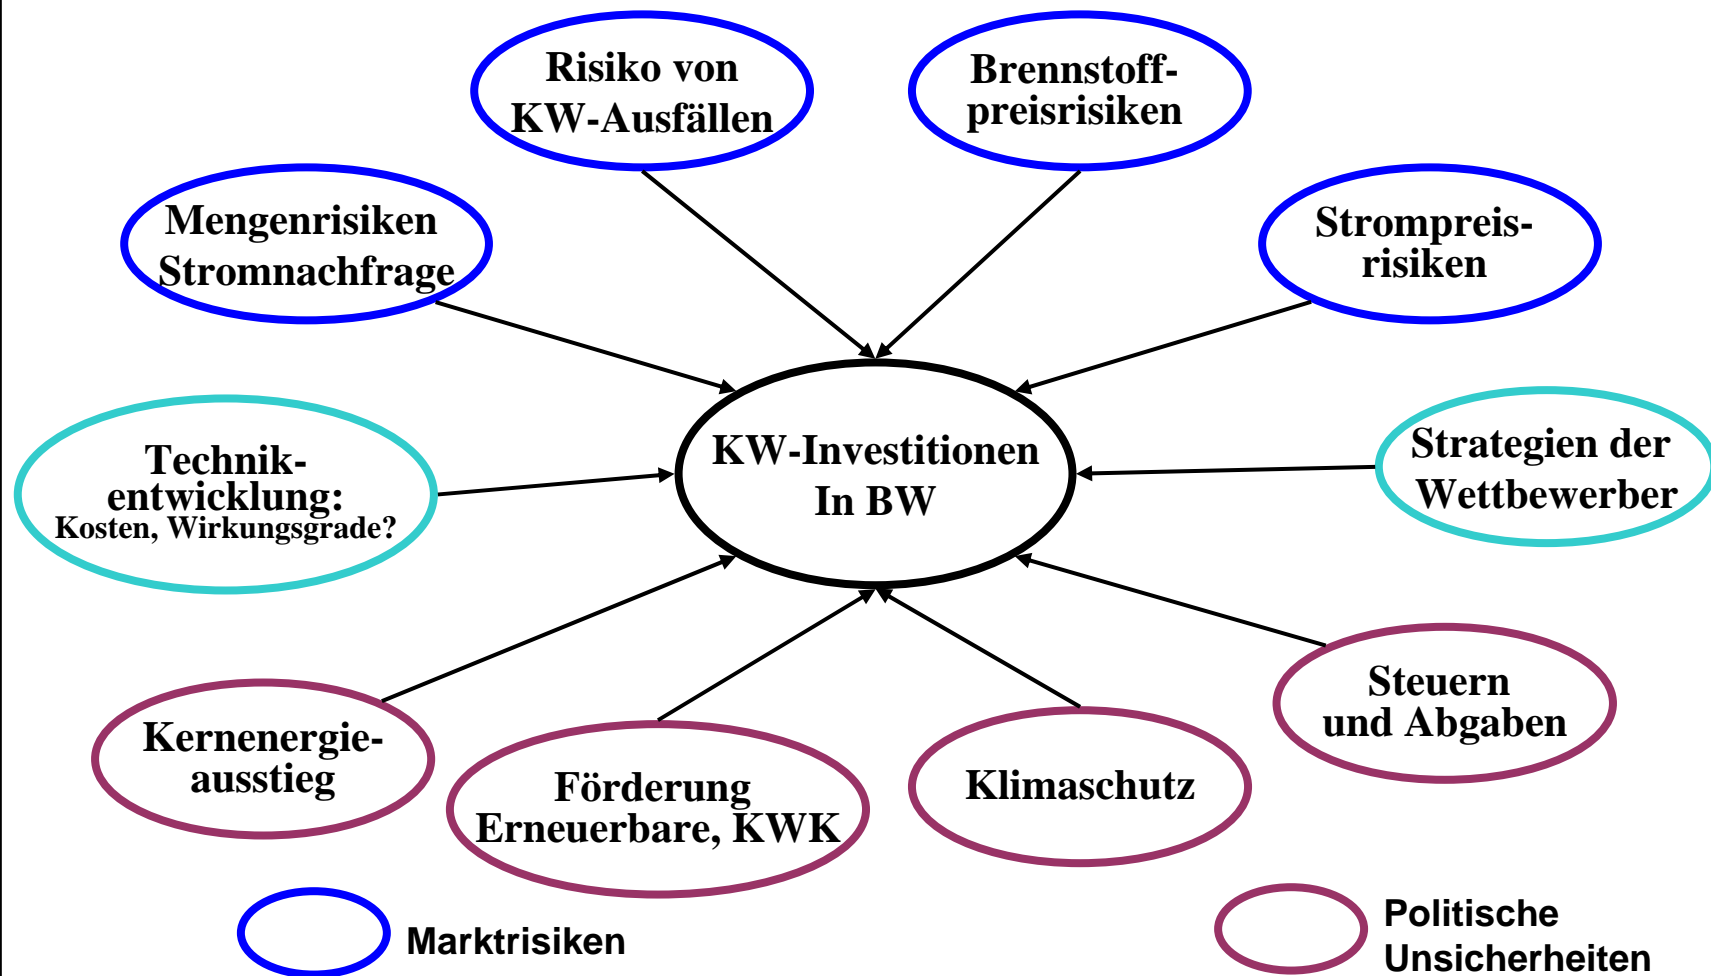 Risiko von
KW-Ausfällen
Brennstoff-
preisrisiken
Mengenrisiken
Stromnachfrage
Strompreis-
risiken
Technik-
entwicklung:
Kosten, Wirkungsgrade?
KW-Investitionen
In BW
Strategien der
Wettbewerber
Kernenergie-
ausstieg
Förderung
Erneuerbare, KWK
Klimaschutz
Steuern
und Abgaben
Marktrisiken
Politische
Unsicherheiten